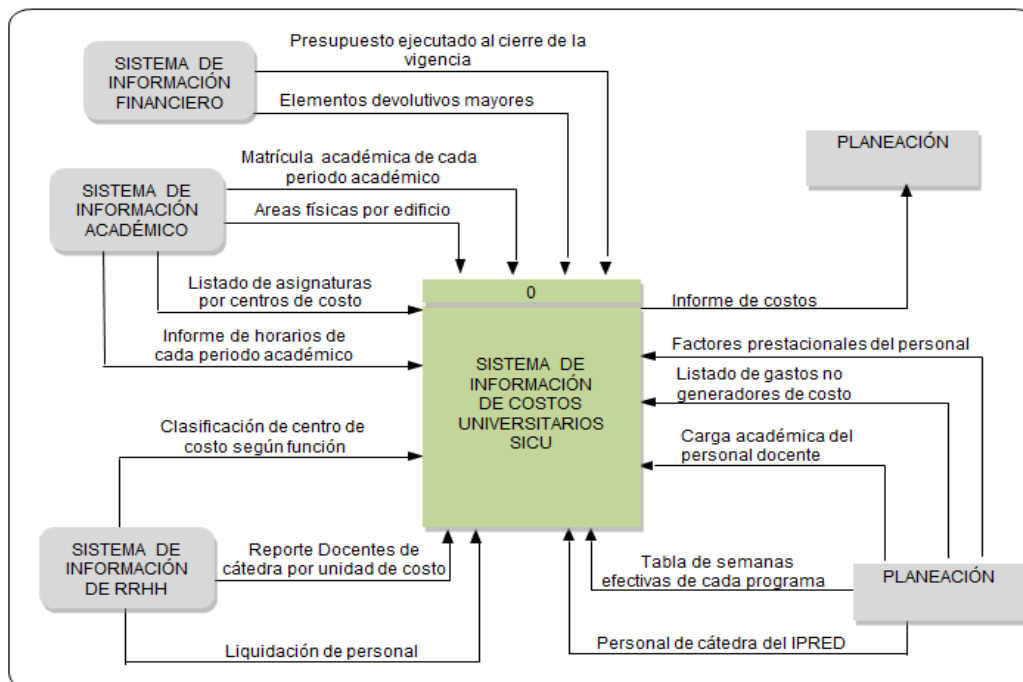 Presupuesto ejecutado al cierre de la
vigencia
SISTEMA DE
INFORMACIÓN
FINANCIERO
Elementos devolutivos mayores
PLANEACIÓN
Matrícula académica de cada
periodo académico
SISTEMA DE
INFORMACIÓN
ACADÉMICO
Areas físicas por edificio
Listado de asignaturas
por centros de costo
0
Informe de costos
Informe de horarios de
cada periodo académico
Factores prestacionales del personal
SISTEMA DE
INFORMACIÓN
DE COSTOS
UNIVERSITARIOS
SICU
Listado de gastos no
generadores de costo
Clasificación de centro de
costo según función
Carga académica del
personal docente
SISTEMA DE
INFORMACIÓN
DE RRHH
Reporte Docentes de
cátedra por unidad de costo
Tabla de semanas
efectivas de cada programa
PLANEACIÓN
Liquidación de personal
Personal de cátedra del IPRED